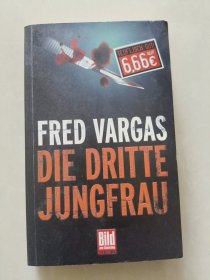 6,66€
FRED VARGAS
DIE DRITTE
JUNGFRAU
Bild